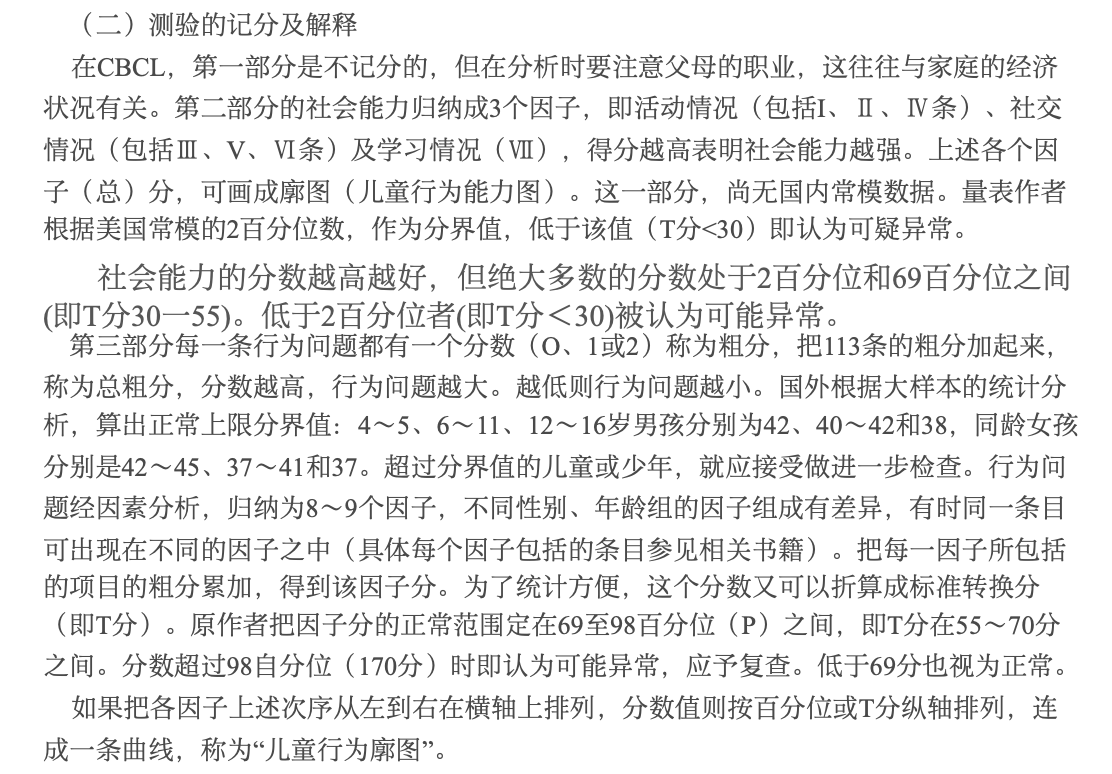 （二）测验的记分及解释
在CBCL，第一部分是不记分的，但在分析时要注意父母的职业，这往往与家庭的经济
状况有关。第二部分的社会能力归纳成3个因子，即活动情况（包括I、Ⅱ、Ⅳ条）、社交
情况（包括Ⅲ、V、Ⅵ条）及学习情况（Ⅶ），得分越高表明社会能力越强。上述各个因
子（总）分，可画成廓图（儿童行为能力图）。这一部分，尚无国内常模数据。量表作者
根据美国常模的2百分位数，作为分界值，低于该值（T分<30）即认为可疑异常。
社会能力的分数越高越好，但绝大多数的分数处于2百分位和69百分位之间
(即T分30一55)。低于2百分位者(即T分＜30)被认为可能异常。
第三部分每一条行为问题都有一个分数（O、1或2）称为粗分，把113条的粗分加起来，
称为总粗分，分数越高，行为问题越大。越低则行为问题越小。国外根据大样本的统计分
析，算出正常上限分界值：4～5、6～11、12～16岁男孩分别为42、40～42和38，同龄女孩
分别是42～45、37～41和37。超过分界值的儿童或少年，就应接受做进一步检查。行为问
题经因素分析，归纳为8～9个因子，不同性别、年龄组的因子组成有差异，有时同一条目
可出现在不同的因子之中（具体每个因子包括的条目参见相关书籍）。把每一因子所包括
的项目的粗分累加，得到该因子分。为了统计方便，这个分数又可以折算成标准转换分
（即T分）。原作者把因子分的正常范围定在69至98百分位（P）之间，即T分在55～70分
之间。分数超过98自分位（170分）时即认为可能异常，应予复查。低于69分也视为正常。
如果把各因子上述次序从左到右在横轴上排列，分数值则按百分位或T分纵轴排列，连
成一条曲线，称为“儿童行为廓图”。